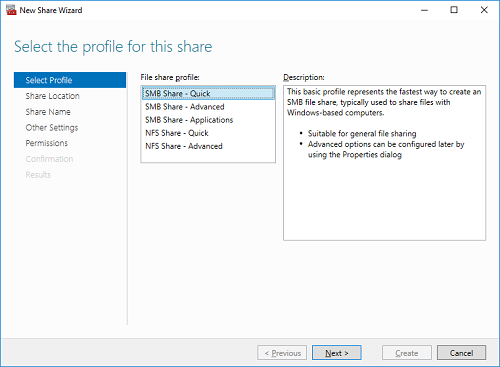 New Share Wizard
Select the profile for this share
Select Profile
Share Location
Share Name
Other Settings
Permissions
Confirmation
Results
File share profile:
SMB Share - Quick
SMB Share - Advanced
SMB Share - Applications
NFS Share - Quick
NFS Share - Advanced
Description:
This basic profile represents the fastest way to create an
SMB file share, typically used to share files with
Windows-based computers.
• Suitable for general file sharing
• Advanced options can be configured later by
using the Properties dialog
< Previous
Next >
Create
Cancel